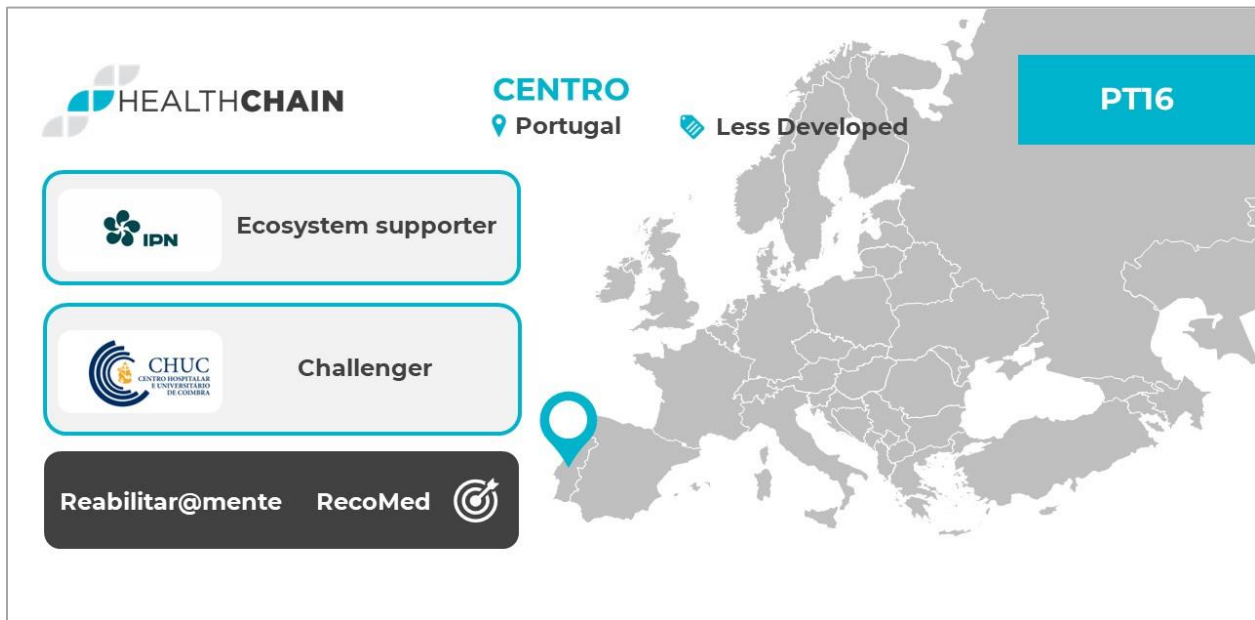 HEALTHCHAIN
CENTRO
Portugal
Less Developed
PT16
IPN
Ecosystem supporter
CHUC
CENTRO HOSPITALAR
E UNIVERSITÁRIO
DE COIMBRA
Challenger
Reabilitar@mente
RecoMed